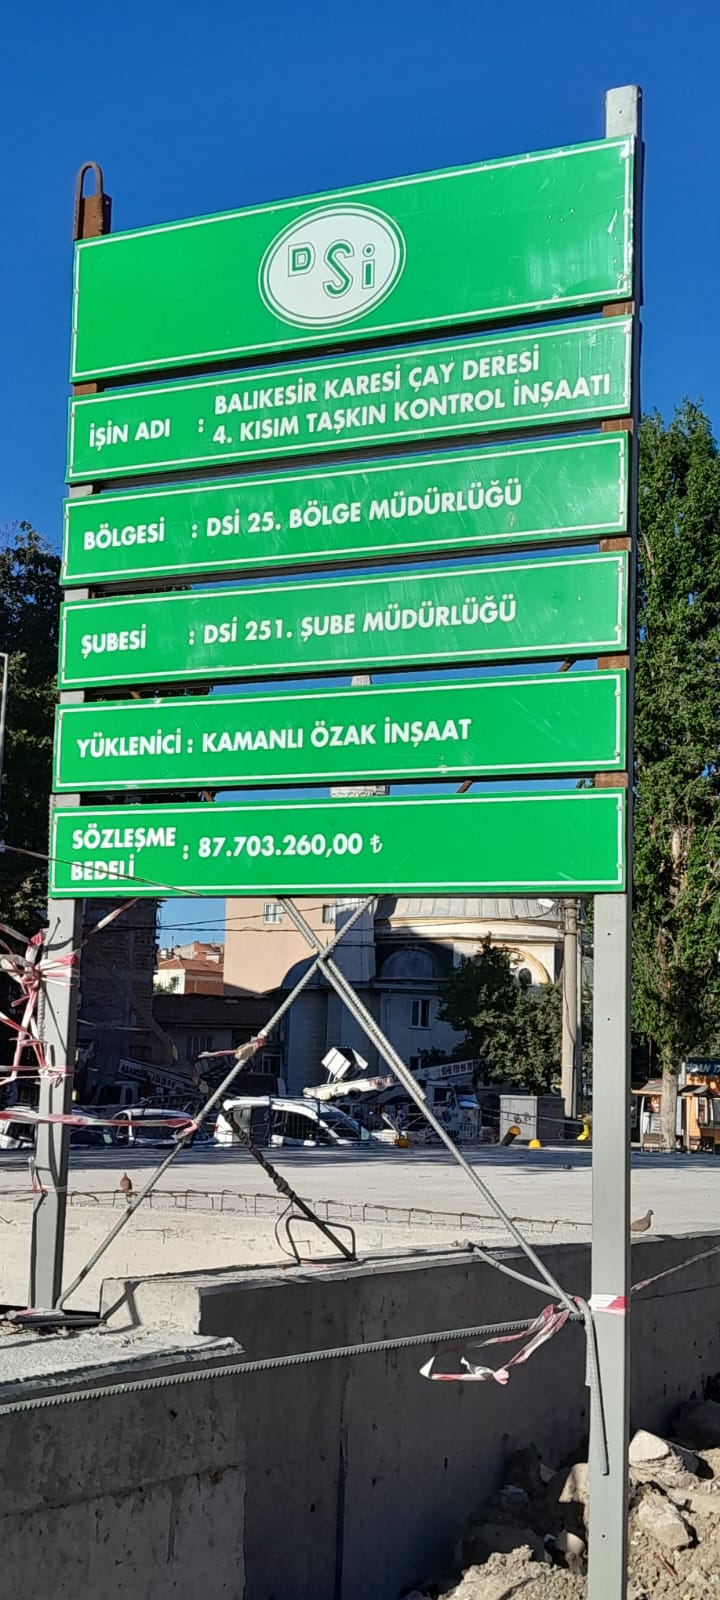 DSİ
İŞİN ADI : BALIKESİR KARESİ ÇAY DERESİ
4. KISIM TAŞKIN KONTROL İNŞAATI
BÖLGESİ : DSİ 25. BÖLGE MÜDÜRLÜĞÜ
ŞUBESİ : DSİ 251. ŞUBE MÜDÜRLÜĞÜ
YÜKLENİCİ : KAMANLI ÖZAK İNŞAAT
SÖZLEŞME
BEDELİ : 87.703.260,00 ₺